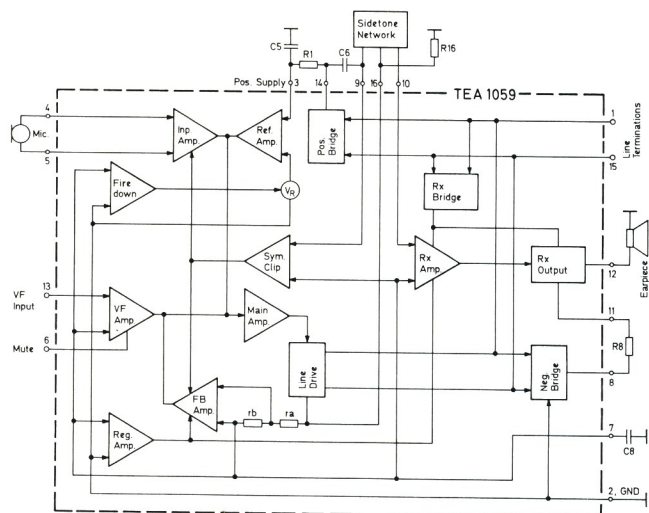 Sidetone
Network
C5
R1
C6
R16
Pos. Supply
3
14
9
16
10
TEA 1059
4
Mic.
5
Inp.
Amp.
Ref.
Amp.
Pos. Bridge
1
15
Line
Terminations
Fire
down
VR
Rx
Bridge
Sym.
Clip
Rx
Amp.
Rx
Output
12
Earpiece
13
VF
Input
6
Mute
VF
Amp.
Main
Amp.
Line
Drive
11
R8
8
Neg.
Bridge
FB
Amp.
rb
ra
Reg.
Amp.
7
C8
2, GND